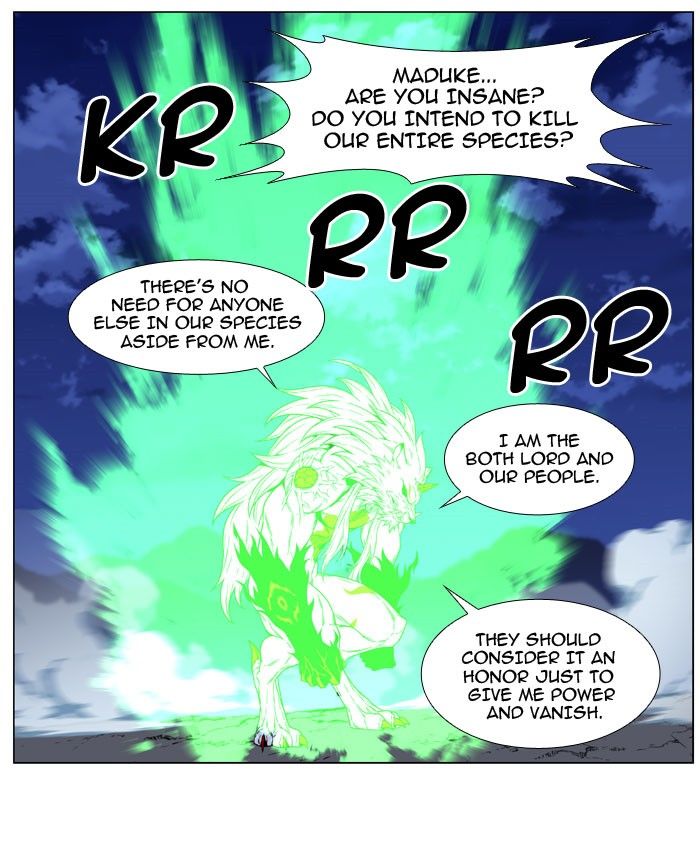 MADUKE...
ARE YOU INSANE?
DO YOU INTEND TO KILL
OUR ENTIRE SPECIES?
KR
RR
RR
THERE'S NO
NEED FOR ANYONE
ELSE IN OUR SPECIES
ASIDE FROM ME.
I AM THE
BOTH LORD AND
OUR PEOPLE.
THEY SHOULD
CONSIDER IT AN
HONOR JUST TO
GIVE ME POWER
AND VANISH.